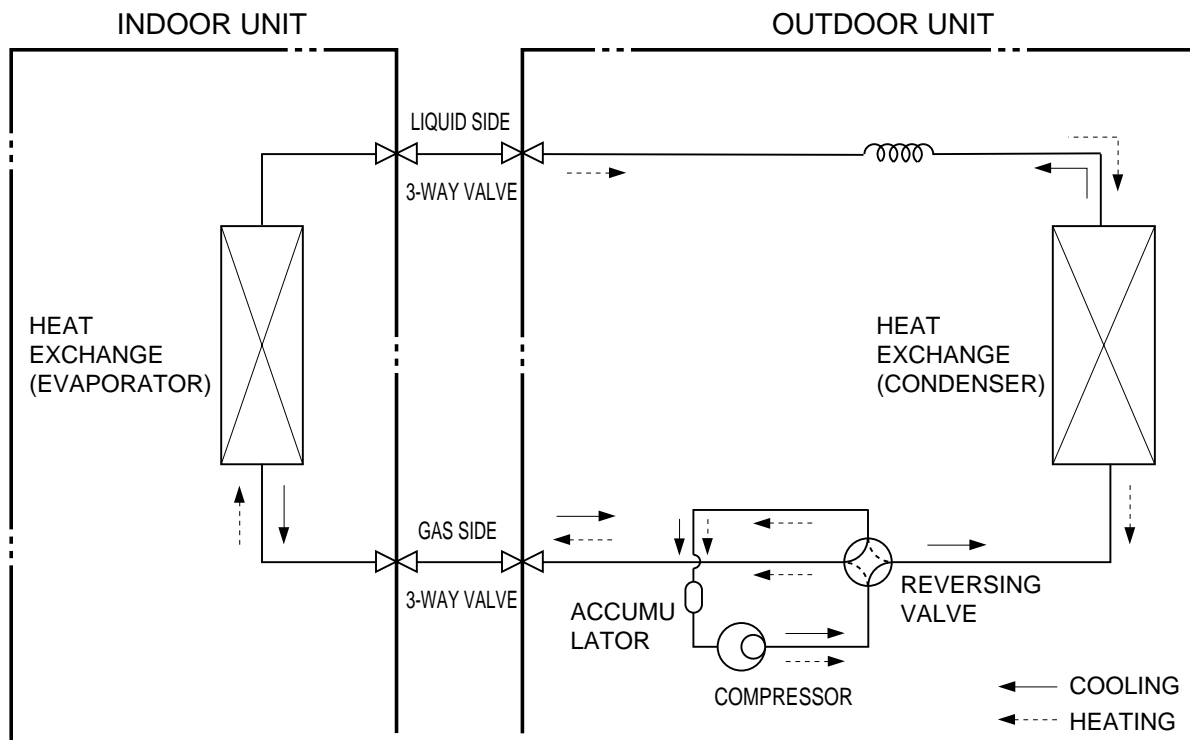 INDOOR UNIT
OUTDOOR UNIT
LIQUID SIDE
3-WAY VALVE
HEAT
EXCHANGE
(EVAPORATOR)
HEAT
EXCHANGE
(CONDENSER)
GAS SIDE
3-WAY VALVE
ACCUMU
LATOR
REVERSING
VALVE
COMPRESSOR
COOLING
HEATING